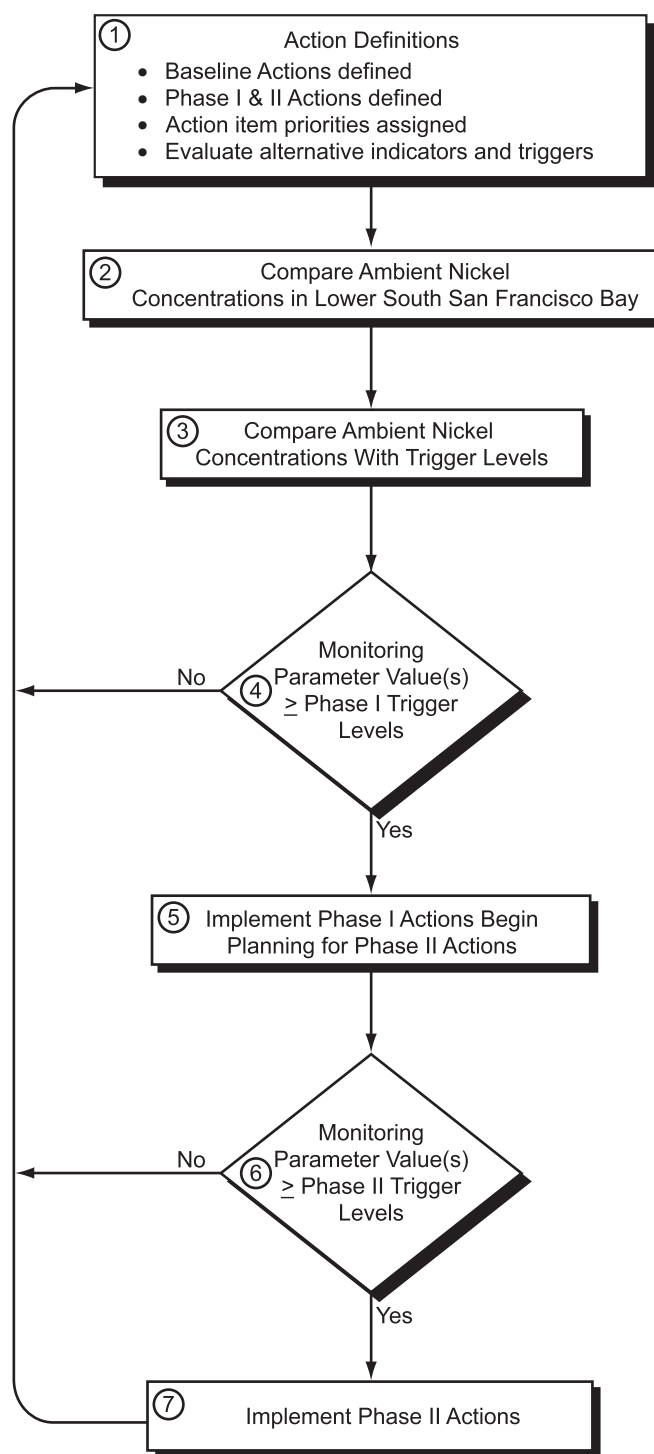 1
Action Definitions
• Baseline Actions defined
• Phase I & II Actions defined
• Action item priorities assigned
• Evaluate alternative indicators and triggers
2
Compare Ambient Nickel
Concentrations in Lower South San Francisco Bay
3
Compare Ambient Nickel
Concentrations With Trigger Levels
No
4
Monitoring
Parameter Value(s)
≥ Phase I Trigger
Levels
Yes
5
Implement Phase I Actions Begin
Planning for Phase II Actions
No
6
Monitoring
Parameter Value(s)
≥ Phase II Trigger
Levels
Yes
7
Implement Phase II Actions